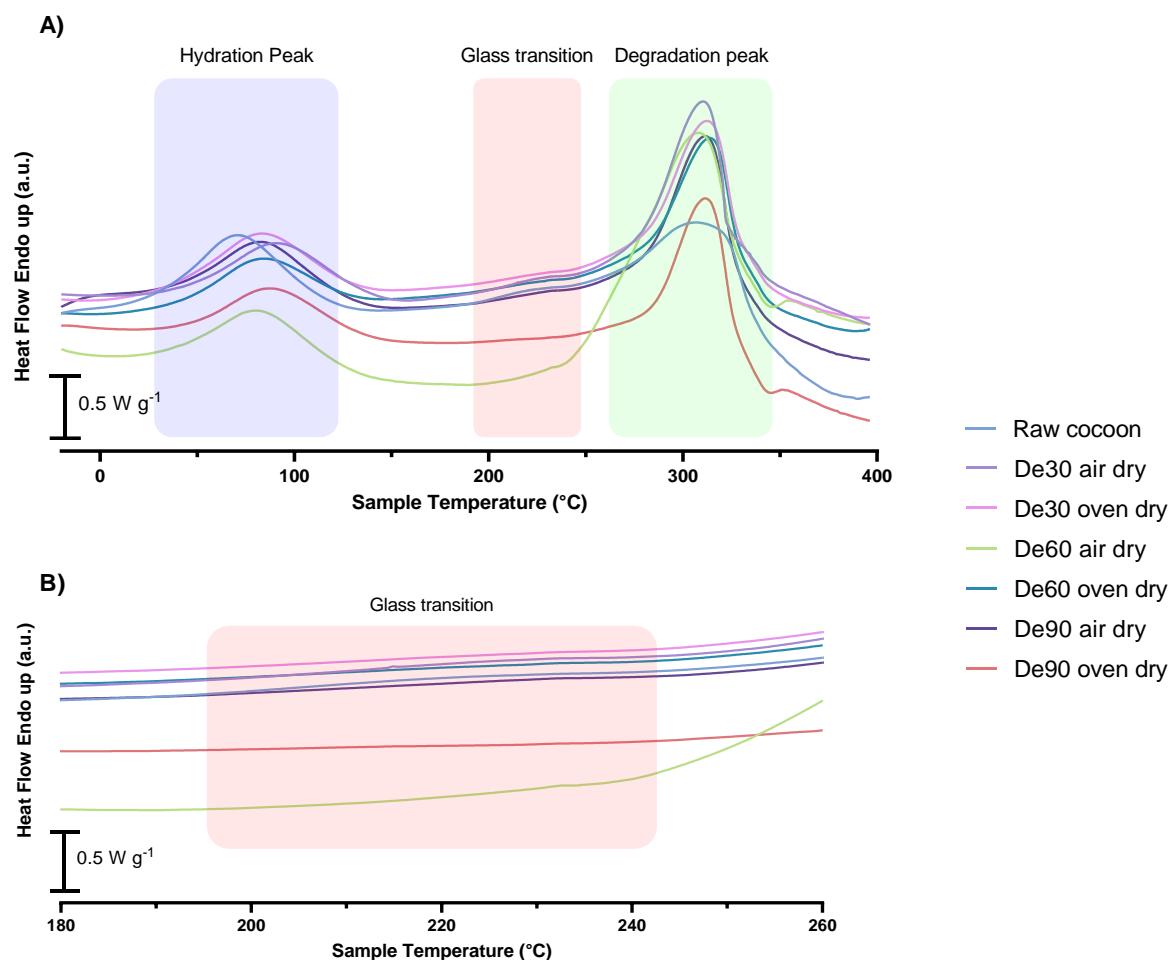 A)
Hydration Peak
Glass transition
Degradation peak
Heat Flow Endo up (a.u.)
0.5 W g-1
0
100
200
300
400
Sample Temperature (°C)
Raw cocoon
De30 air dry
De30 oven dry
De60 air dry
De60 oven dry
De90 air dry
De90 oven dry
B)
Glass transition
Heat Flow Endo up (a.u.)
0.5 W g-1
180
200
220
240
260
Sample Temperature (°C)